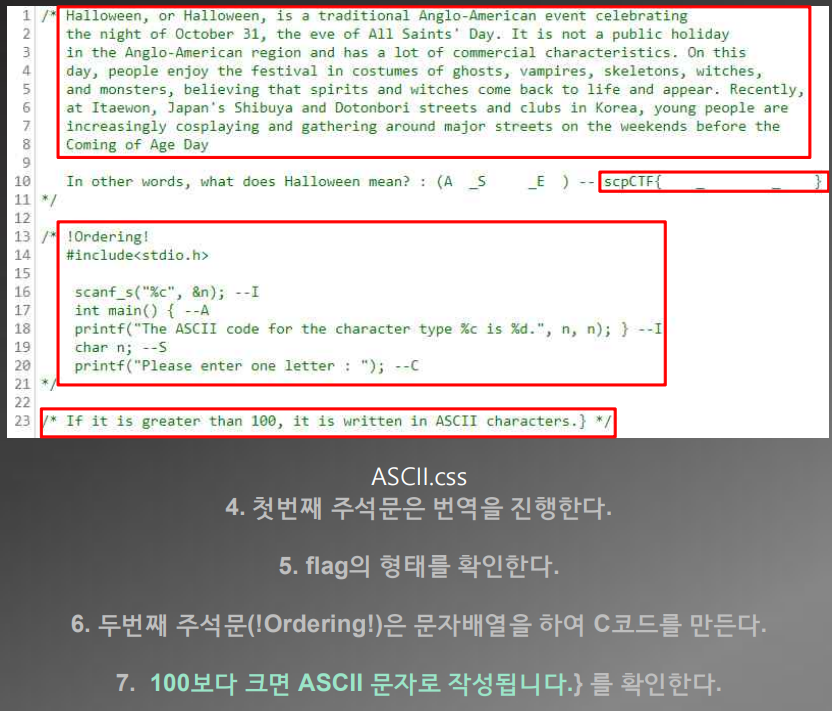 1 /* Halloween, or Halloween, is a traditional Anglo-American event celebrating
2 the night of October 31, the eve of All Saints' Day. It is not a public holiday
3 in the Anglo-American region and has a lot of commercial characteristics. On this
4 day, people enjoy the festival in costumes of ghosts, vampires, skeletons, witches,
5 and monsters, believing that spirits and witches come back to life and appear. Recently,
6 at Itaewon, Japan's Shibuya and Dotonbori streets and clubs in Korea, young people are
7 increasingly cosplaying and gathering around major streets on the weekends before the
8 Coming of Age Day
9
10 In other words, what does Halloween mean? : (A _S _E ) -- scpCTF{ _ _ }
11 */
12
13 /* !Ordering!
14 #include<stdio.h>
15
16 scanf_s("%c", &n); --I
17 int main() { --A
18 printf("The ASCII code for the character type %c is %d.", n, n); } --I
19 char n; --S
20 printf("Please enter one letter : "); --C
21 */
22
23 /* If it is greater than 100, it is written in ASCII characters.} */
ASCII.css
4. 첫번째 주석문은 번역을 진행한다.
5. flag의 형태를 확인한다.
6. 두번째 주석문(!Ordering!)은 문자배열을 하여 C코드를 만든다.
7. 100보다 크면 ASCII 문자로 작성됩니다.} 를 확인한다.